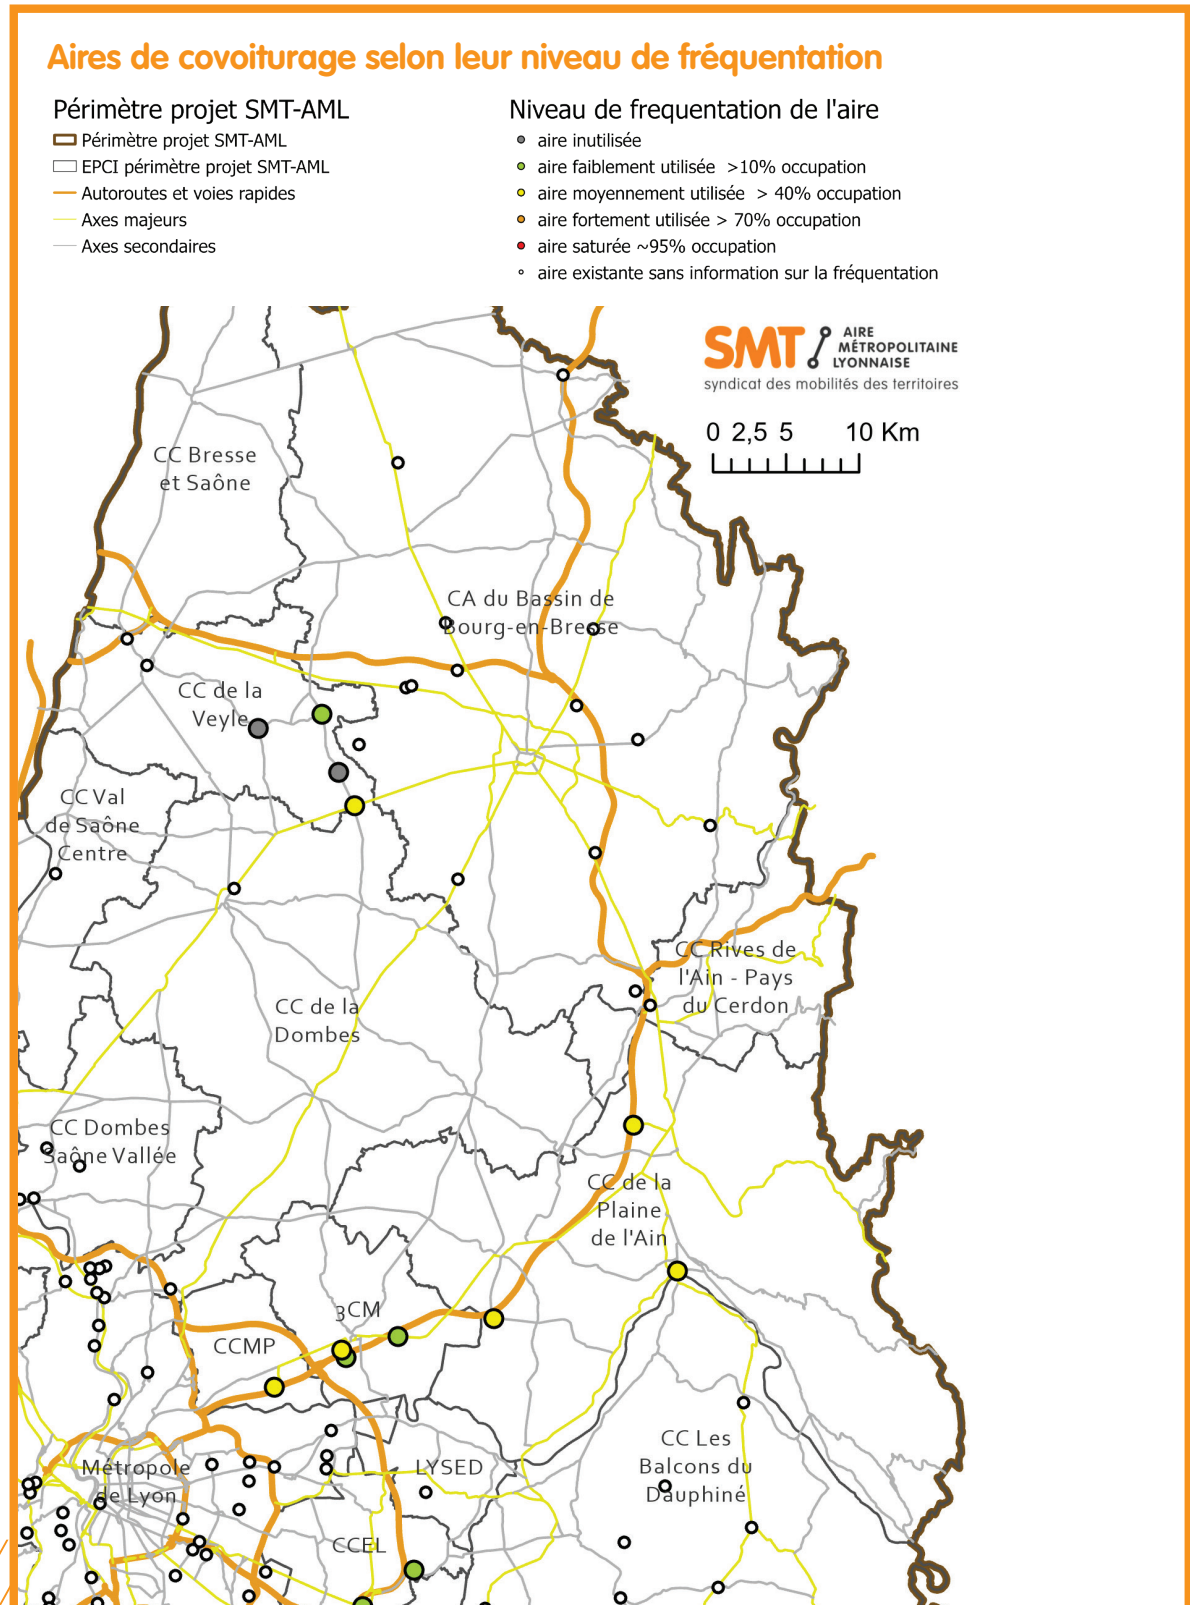 Aires de covoiturage selon leur niveau de fréquentation
Périmètre projet SMT-AML
Périmètre projet SMT-AML
EPCI périmètre projet SMT-AML
Autoroutes et voies rapides
Axes majeurs
Axes secondaires
Niveau de frequentation de l'aire
aire inutilisée
aire faiblement utilisée >10% occupation
aire moyennement utilisée > 40% occupation
aire fortement utilisée > 70% occupation
aire saturée ~95% occupation
aire existante sans information sur la fréquentation
SMT
AIRE
MÉTROPOLITAINE
LYONNAISE
syndicat des mobilités des territoires
0 2,5 5 10 Km
CC Bresse
et Saône
CA du Bassin de
Bourg-en-Bresse
CC de la
Veyle
CC Val
de Saône
Centre
CC Rives de
l'Ain - Pays
du Cerdon
CC de la
Dombes
CC Dombes
Saône Vallée
CC de la
Plaine
de l'Ain
3CM
CCMP
CC Les
Balcons du
Dauphiné
Métropole
de Lyon
LYSED
CCEL